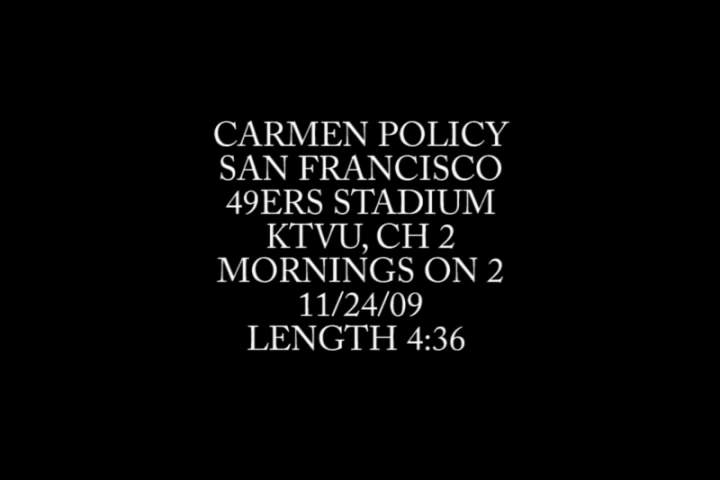 CARMEN POLICY
SAN FRANCISCO
49ERS STADIUM
KTVU, CH 2
MORNINGS ON 2
11/24/09
LENGTH 4:36